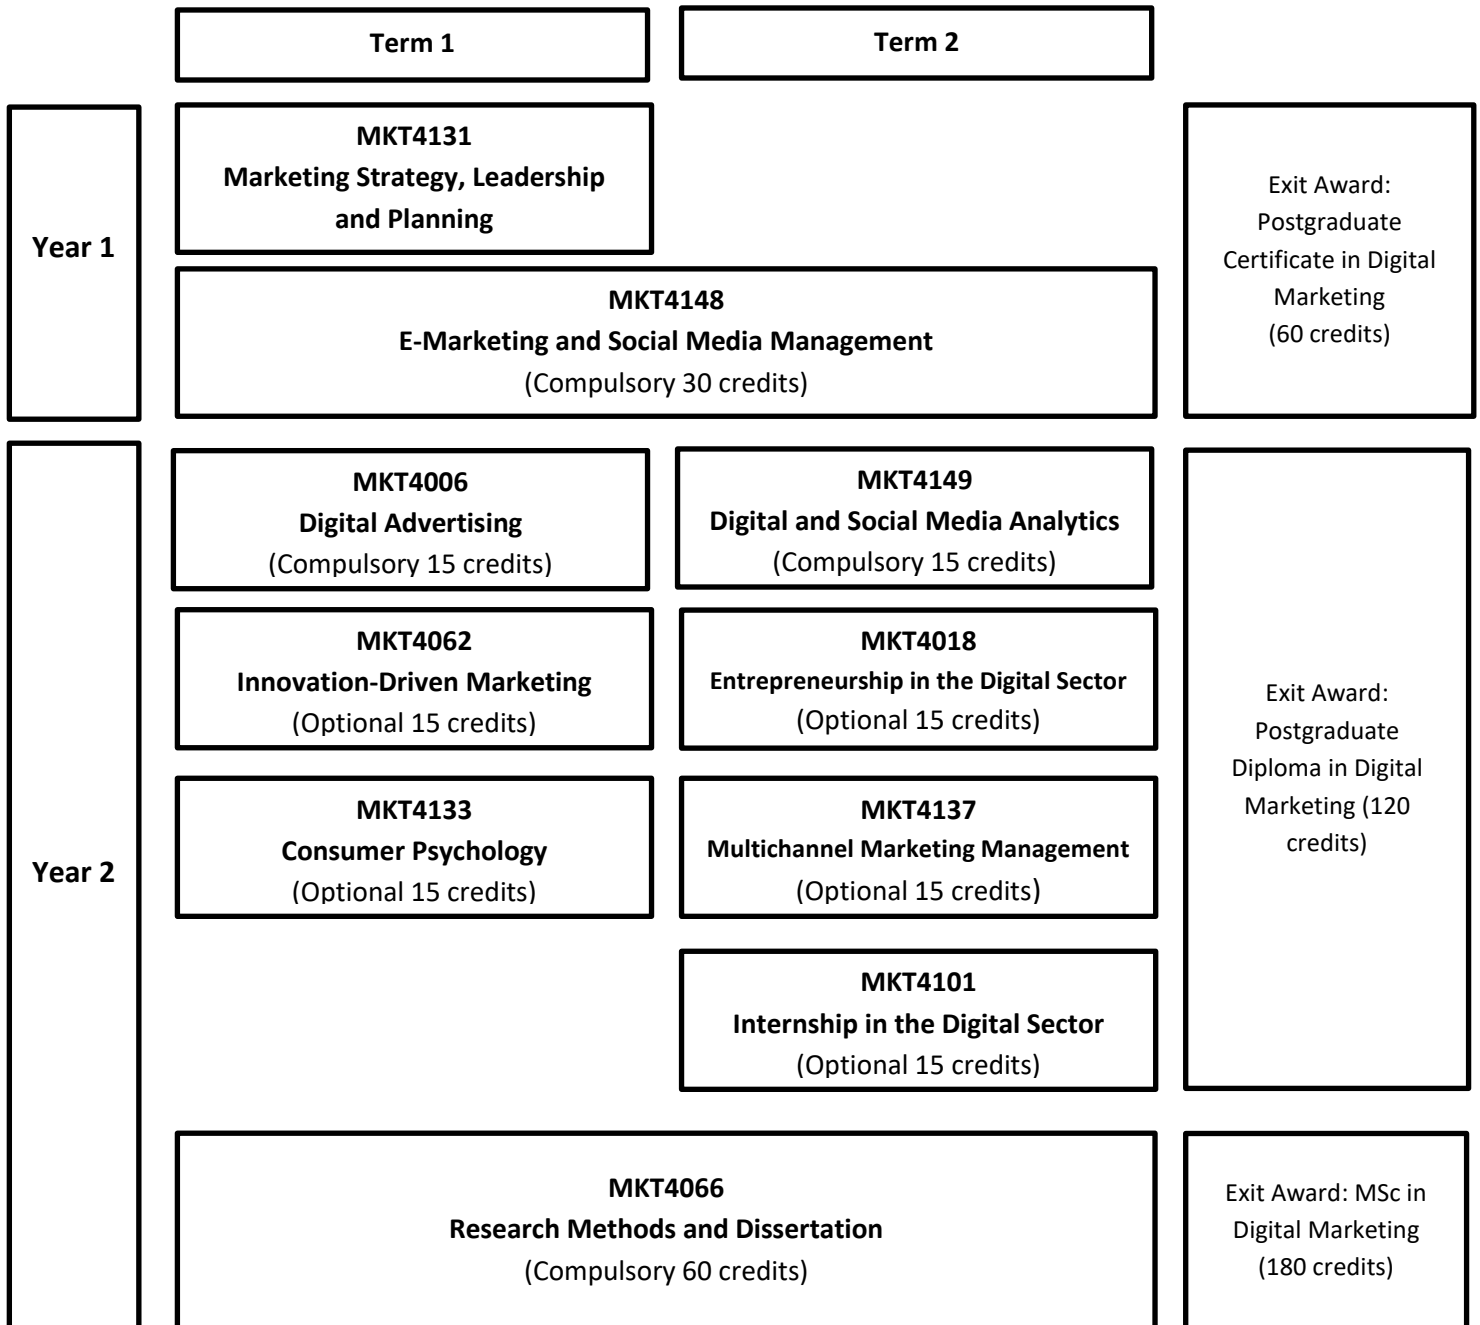 Term 1
Term 2
Year 1
MKT4131
Marketing Strategy, Leadership
and Planning
MKT4148
E-Marketing and Social Media Management
(Compulsory 30 credits)
Exit Award:
Postgraduate
Certificate in Digital
Marketing
(60 credits)
Year 2
MKT4006
Digital Advertising
(Compulsory 15 credits)
MKT4149
Digital and Social Media Analytics
(Compulsory 15 credits)
MKT4062
Innovation-Driven Marketing
(Optional 15 credits)
MKT4018
Entrepreneurship in the Digital Sector
(Optional 15 credits)
MKT4133
Consumer Psychology
(Optional 15 credits)
MKT4137
Multichannel Marketing Management
(Optional 15 credits)
MKT4101
Internship in the Digital Sector
(Optional 15 credits)
Exit Award:
Postgraduate
Diploma in Digital
Marketing (120
credits)
MKT4066
Research Methods and Dissertation
(Compulsory 60 credits)
Exit Award: MSc in
Digital Marketing
(180 credits)